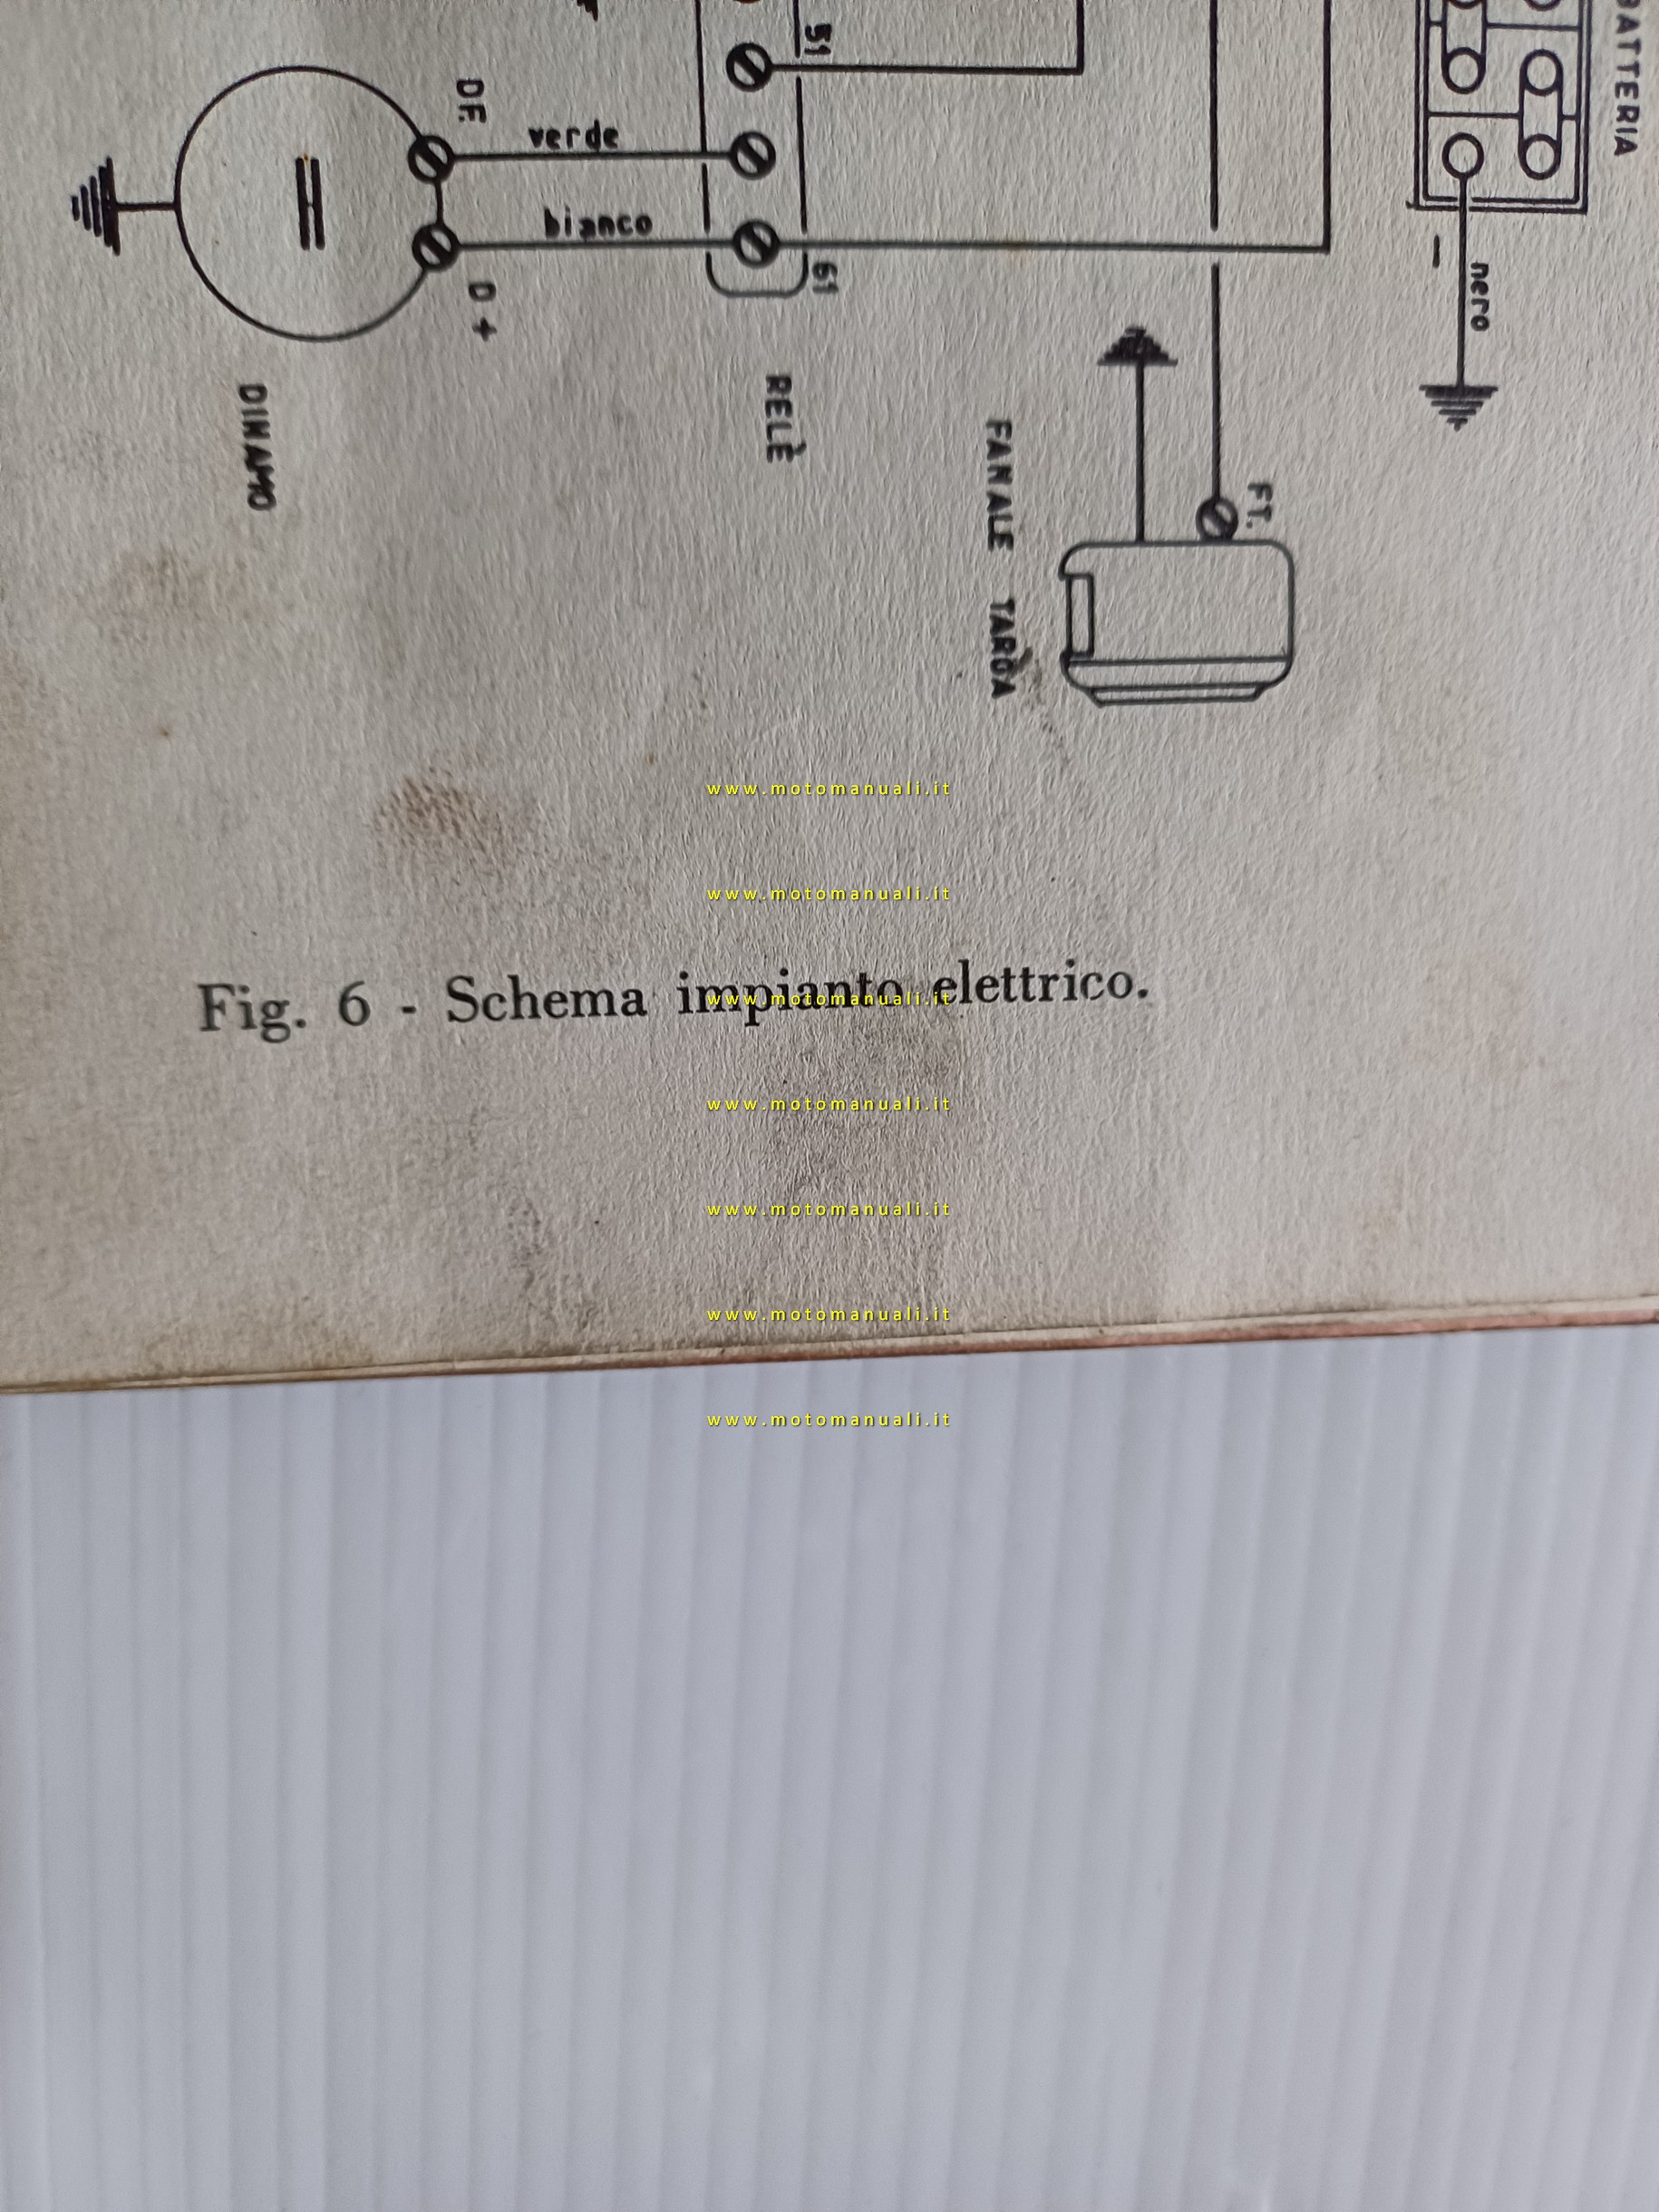 BATTERIA
51
DF.
verde
bianco
61
D +
–
nero
RELÈ
DINAMO
FT.
FANALE TARGA
www.motomanuali.it
www.motomanuali.it
Fig. 6 - Schema impianto elettrico.
www.motomanuali.it
www.motomanuali.it
www.motomanuali.it
www.motomanuali.it
www.motomanuali.it